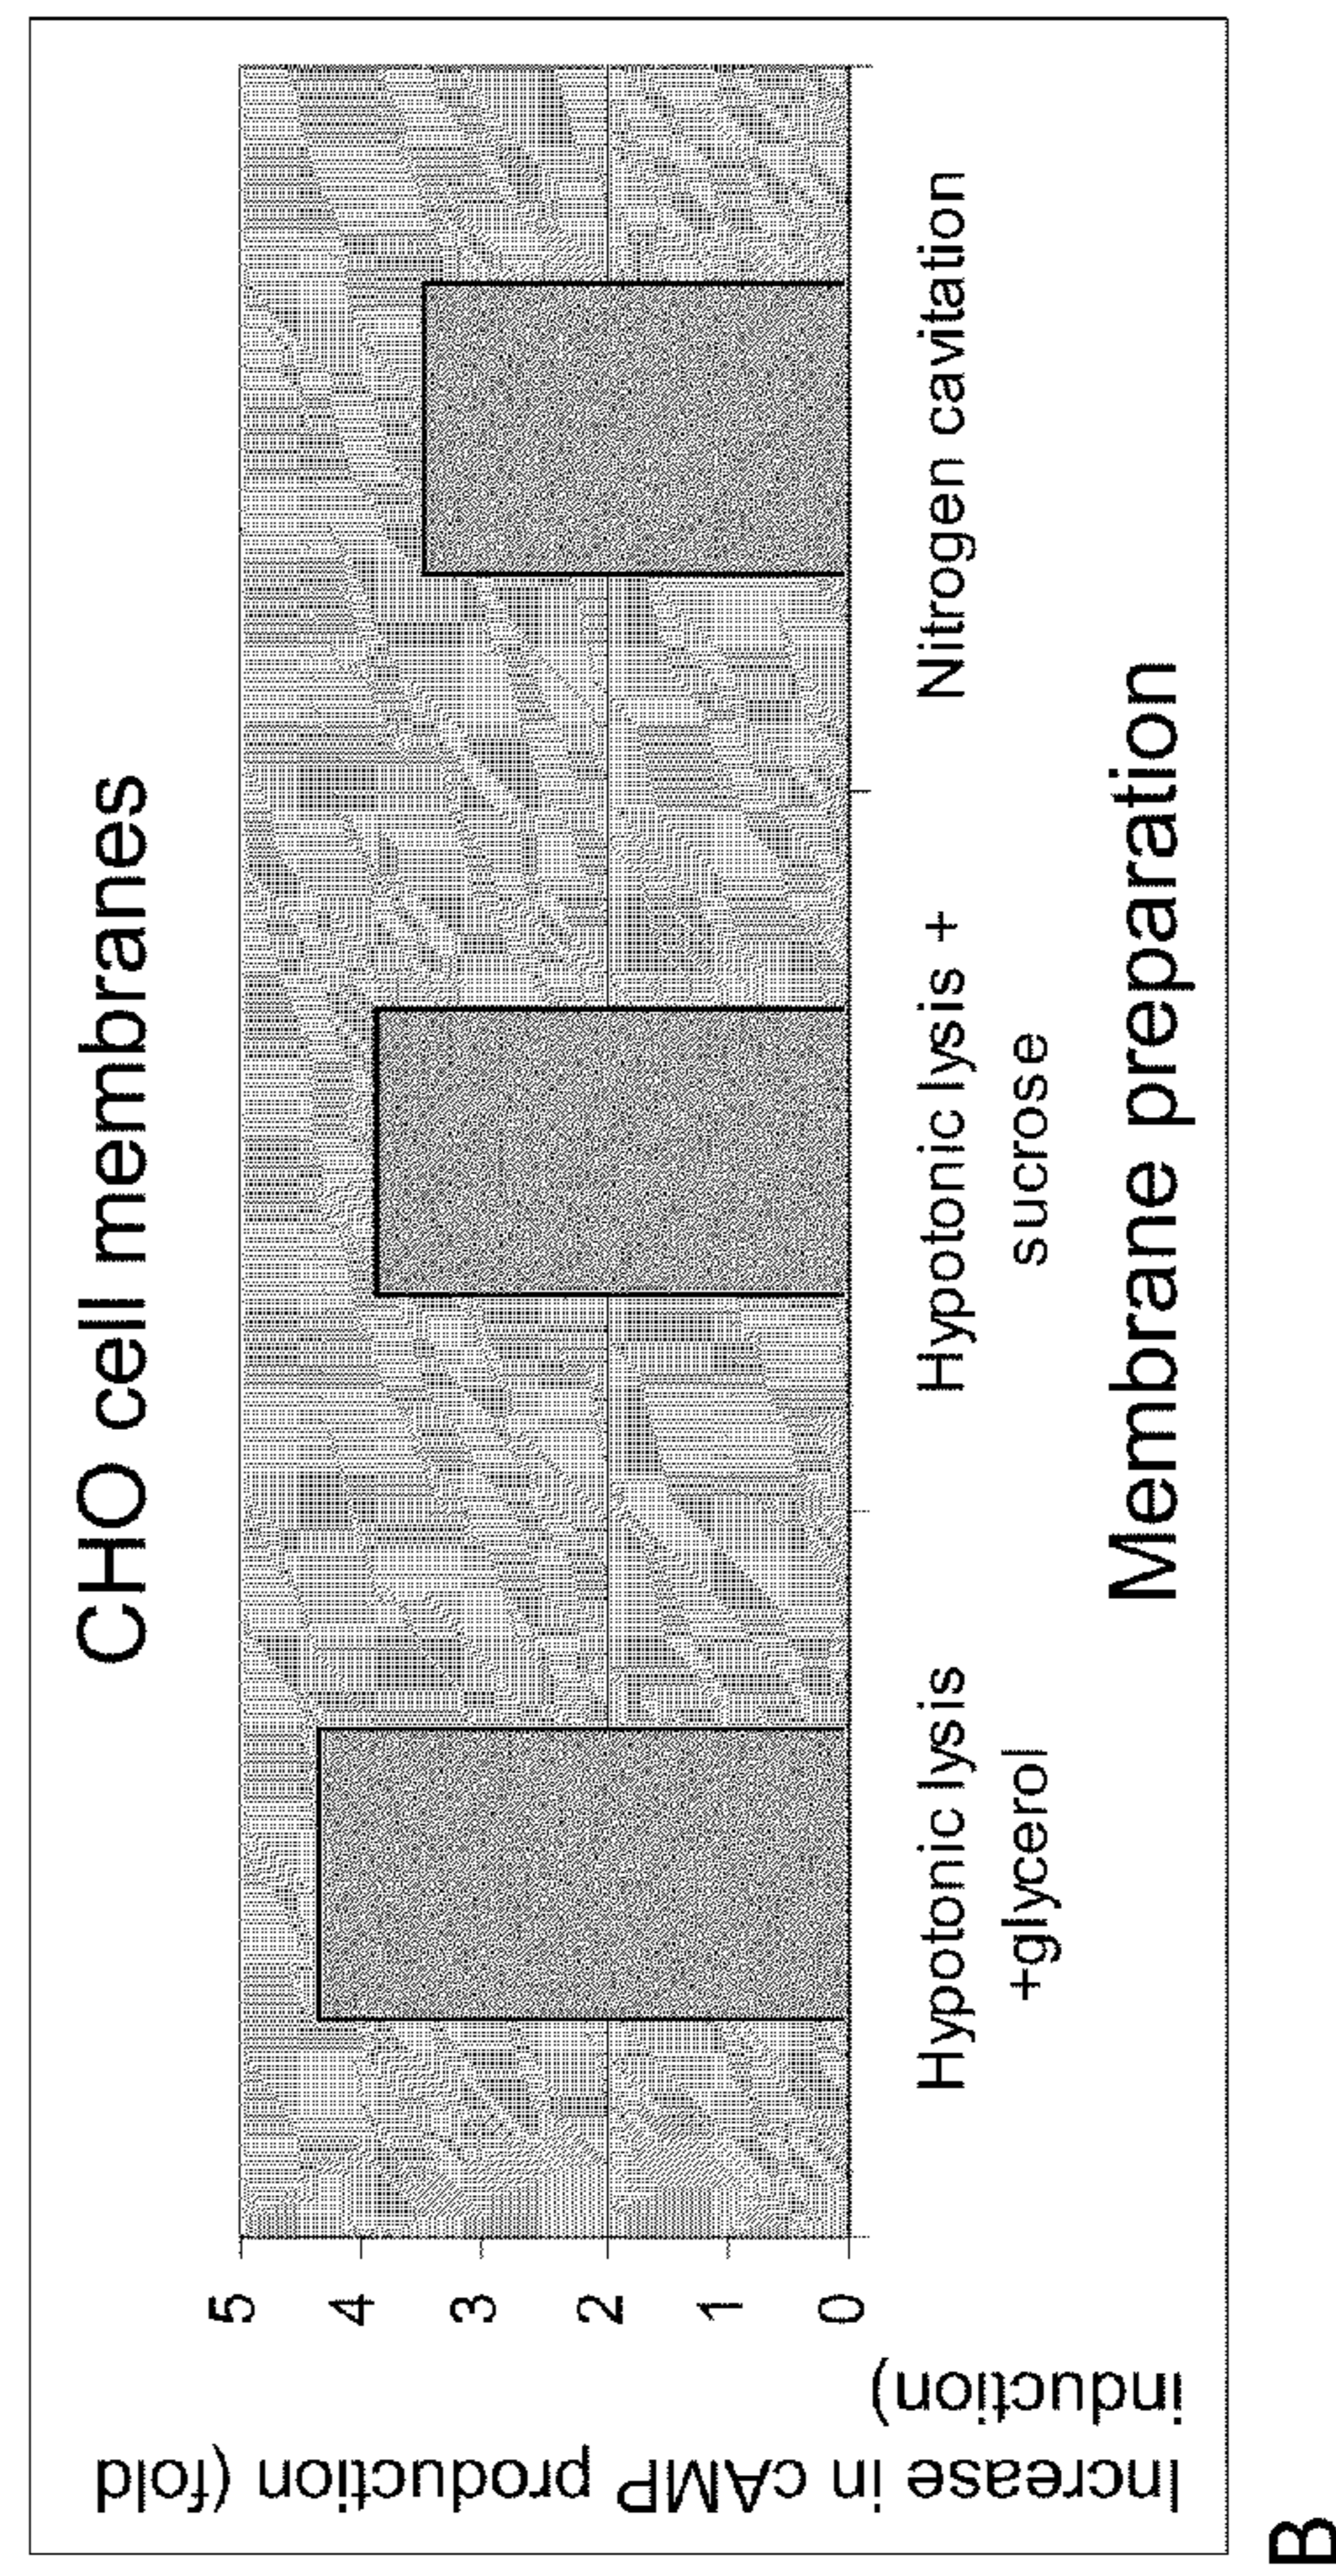 CHO cell membranes
Increase in cAMP production (fold
induction)
5
4
3
2
1
0
Hypotonic lysis
+glycerol
Hypotonic lysis +
sucrose
Nitrogen cavitation
Membrane preparation
B